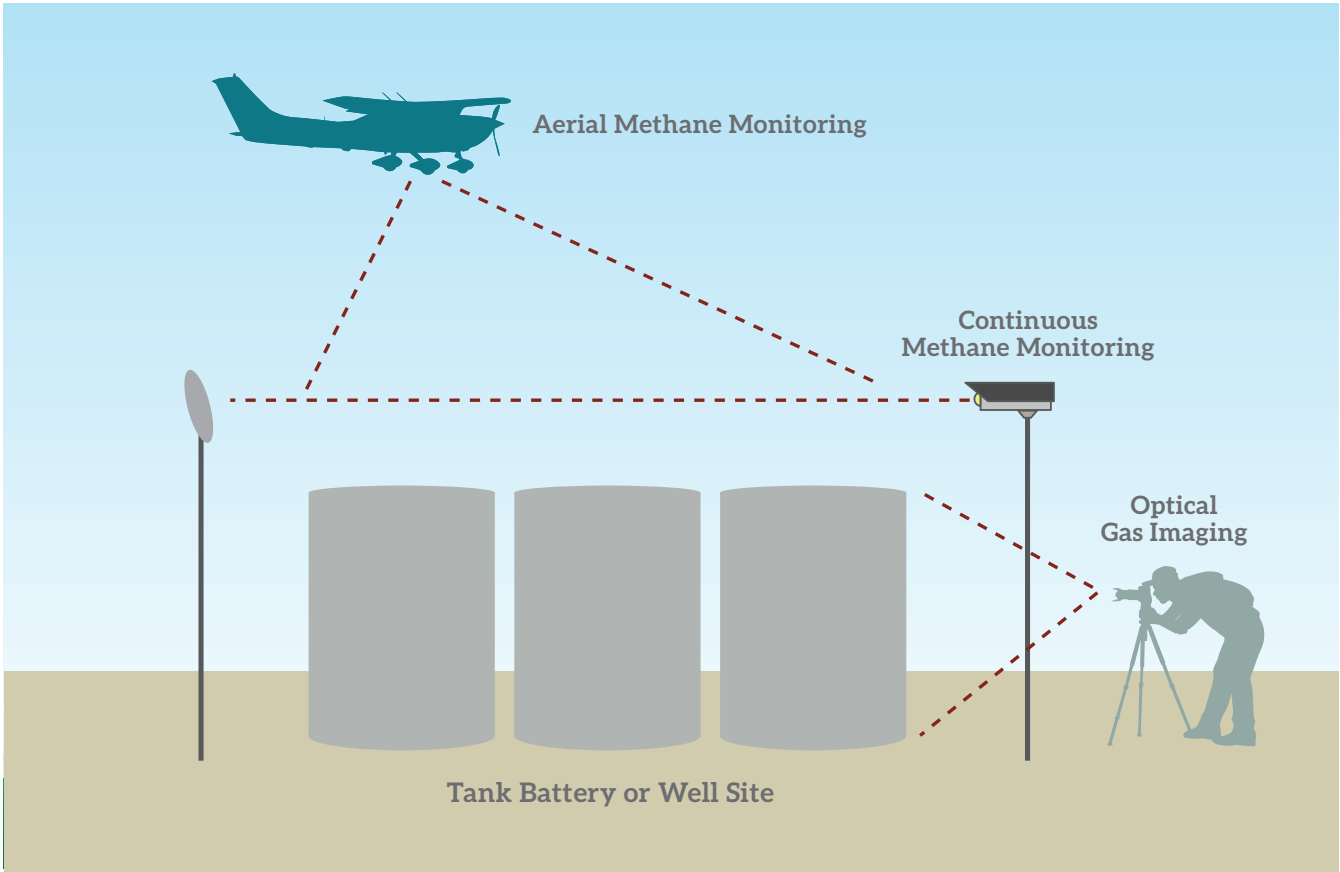 Aerial Methane Monitoring
Continuous
Methane Monitoring
Optical
Gas Imaging
Tank Battery or Well Site